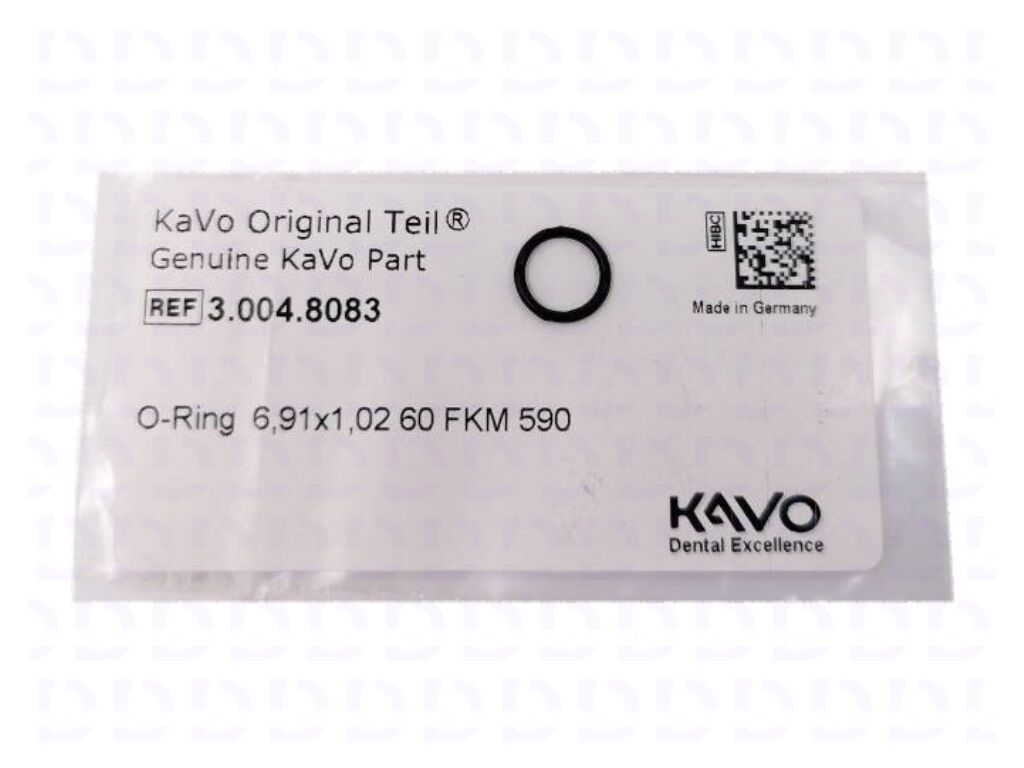 KaVo Original Teil®
Genuine KaVo Part
REF 3.004.8083
HIBC
Made in Germany
O-Ring 6,91x1,02 60 FKM 590
KAVO
Dental Excellence